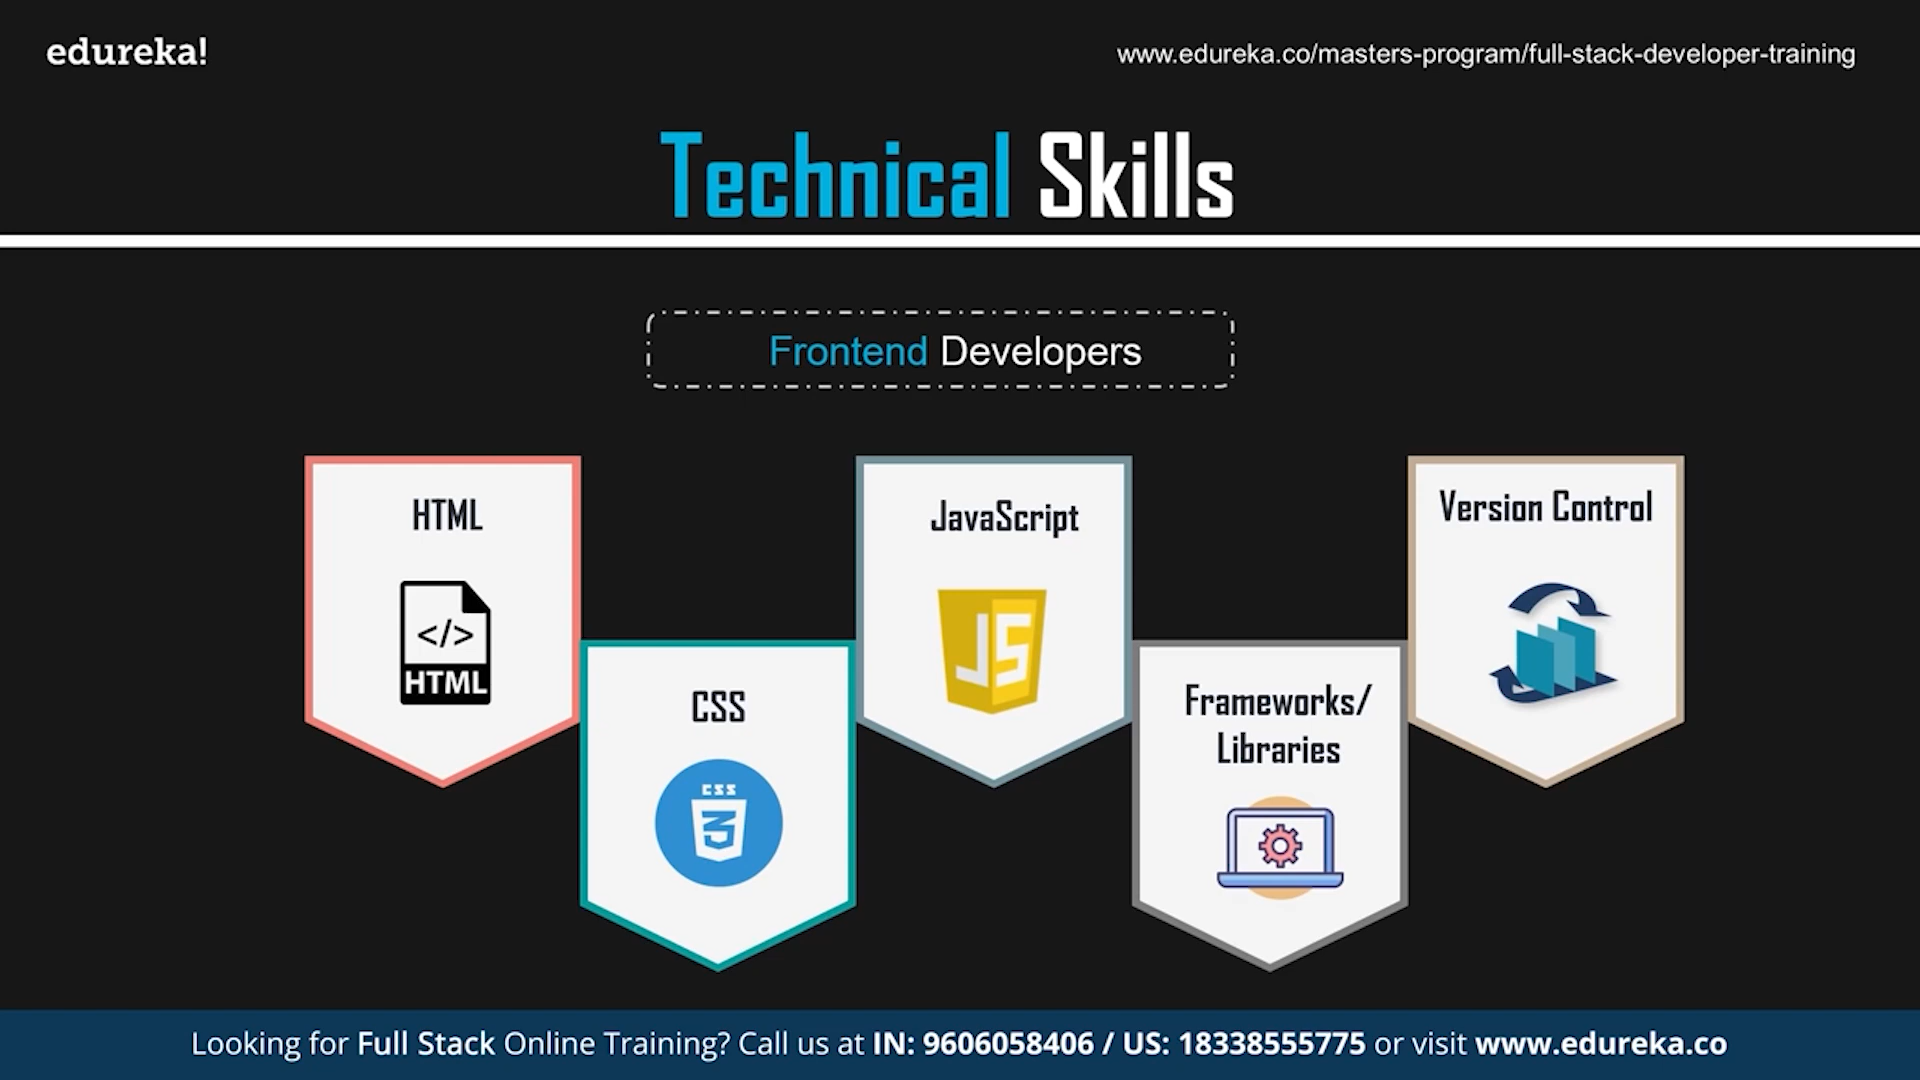 edureka!
www.edureka.co/masters-program/full-stack-developer-training
Technical Skills
Frontend Developers
HTML
</>
HTML
CSS
CSS
3
JavaScript
JS
Frameworks/
Libraries
Version Control
Looking for Full Stack Online Training? Call us at IN: 9606058406 / US: 18338555775 or visit www.edureka.co